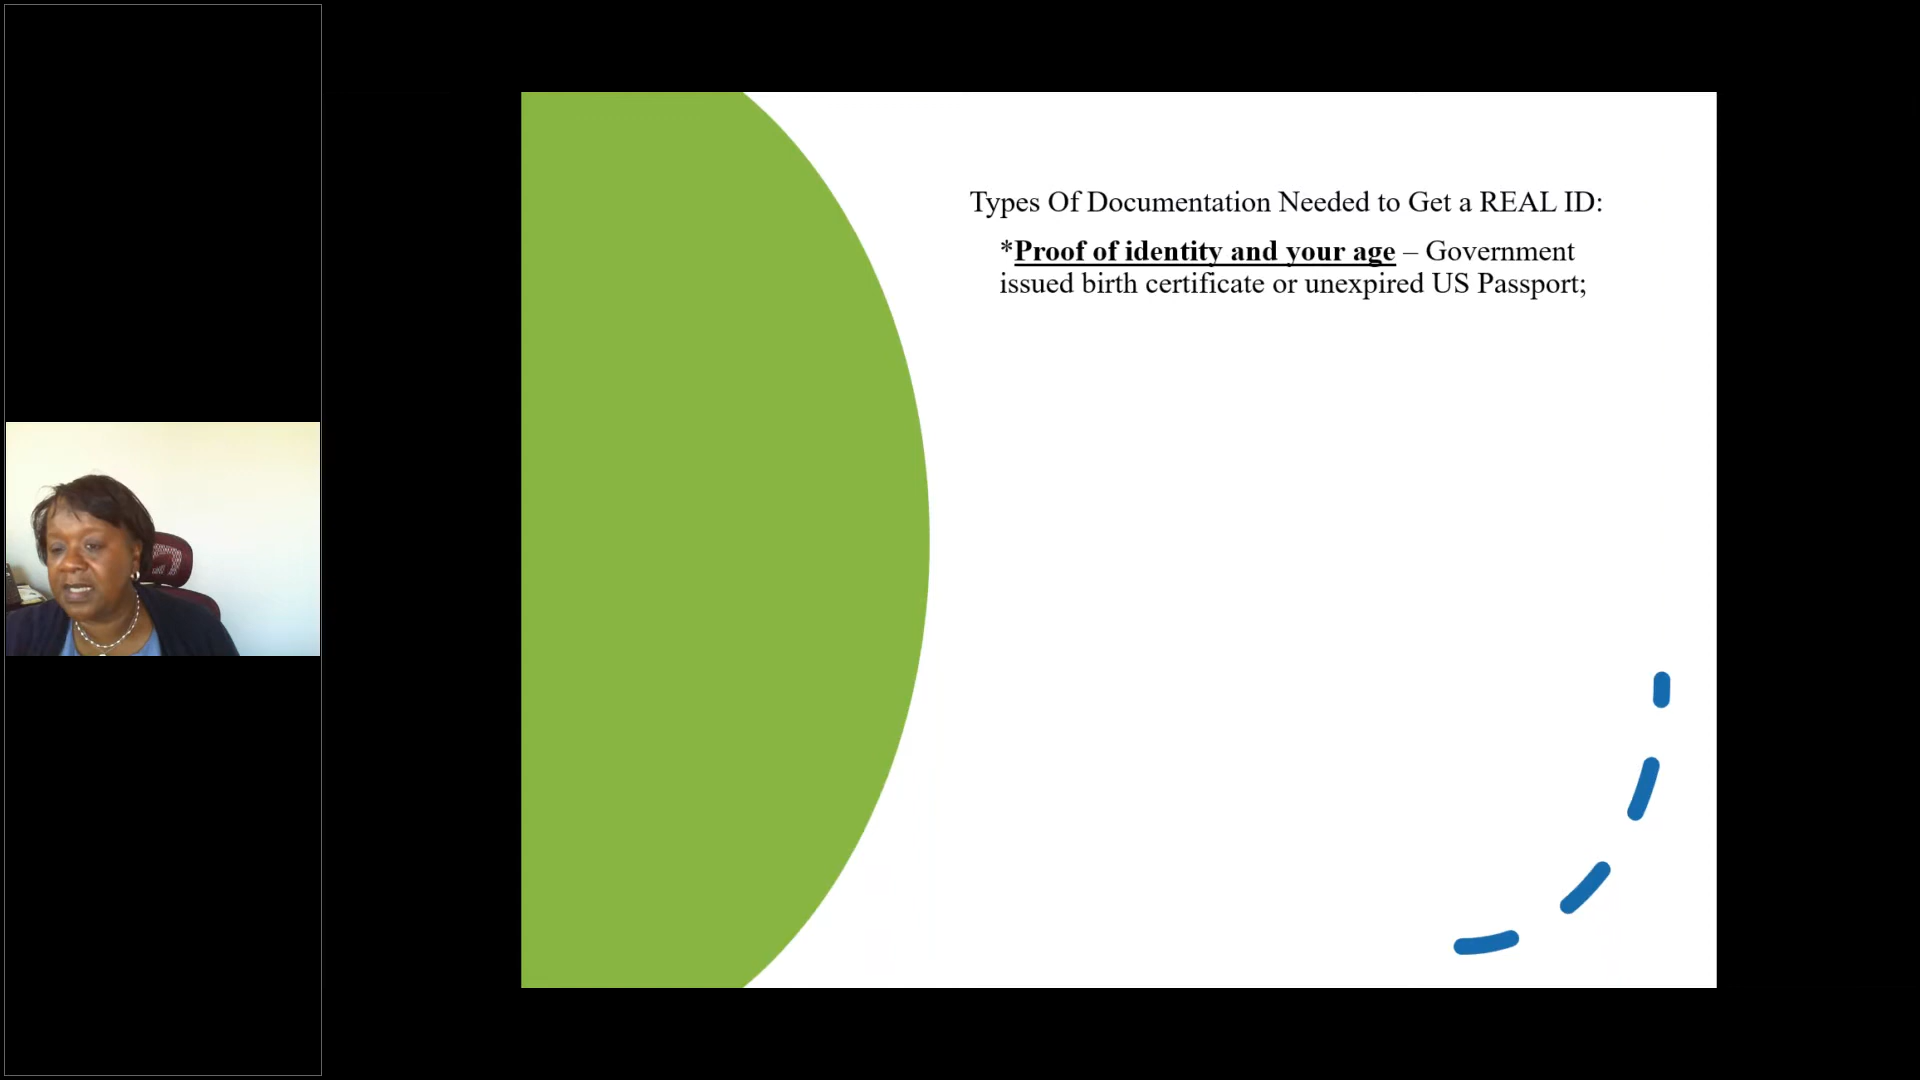 Types Of Documentation Needed to Get a REAL ID:
*Proof of identity and your age – Government
issued birth certificate or unexpired US Passport;